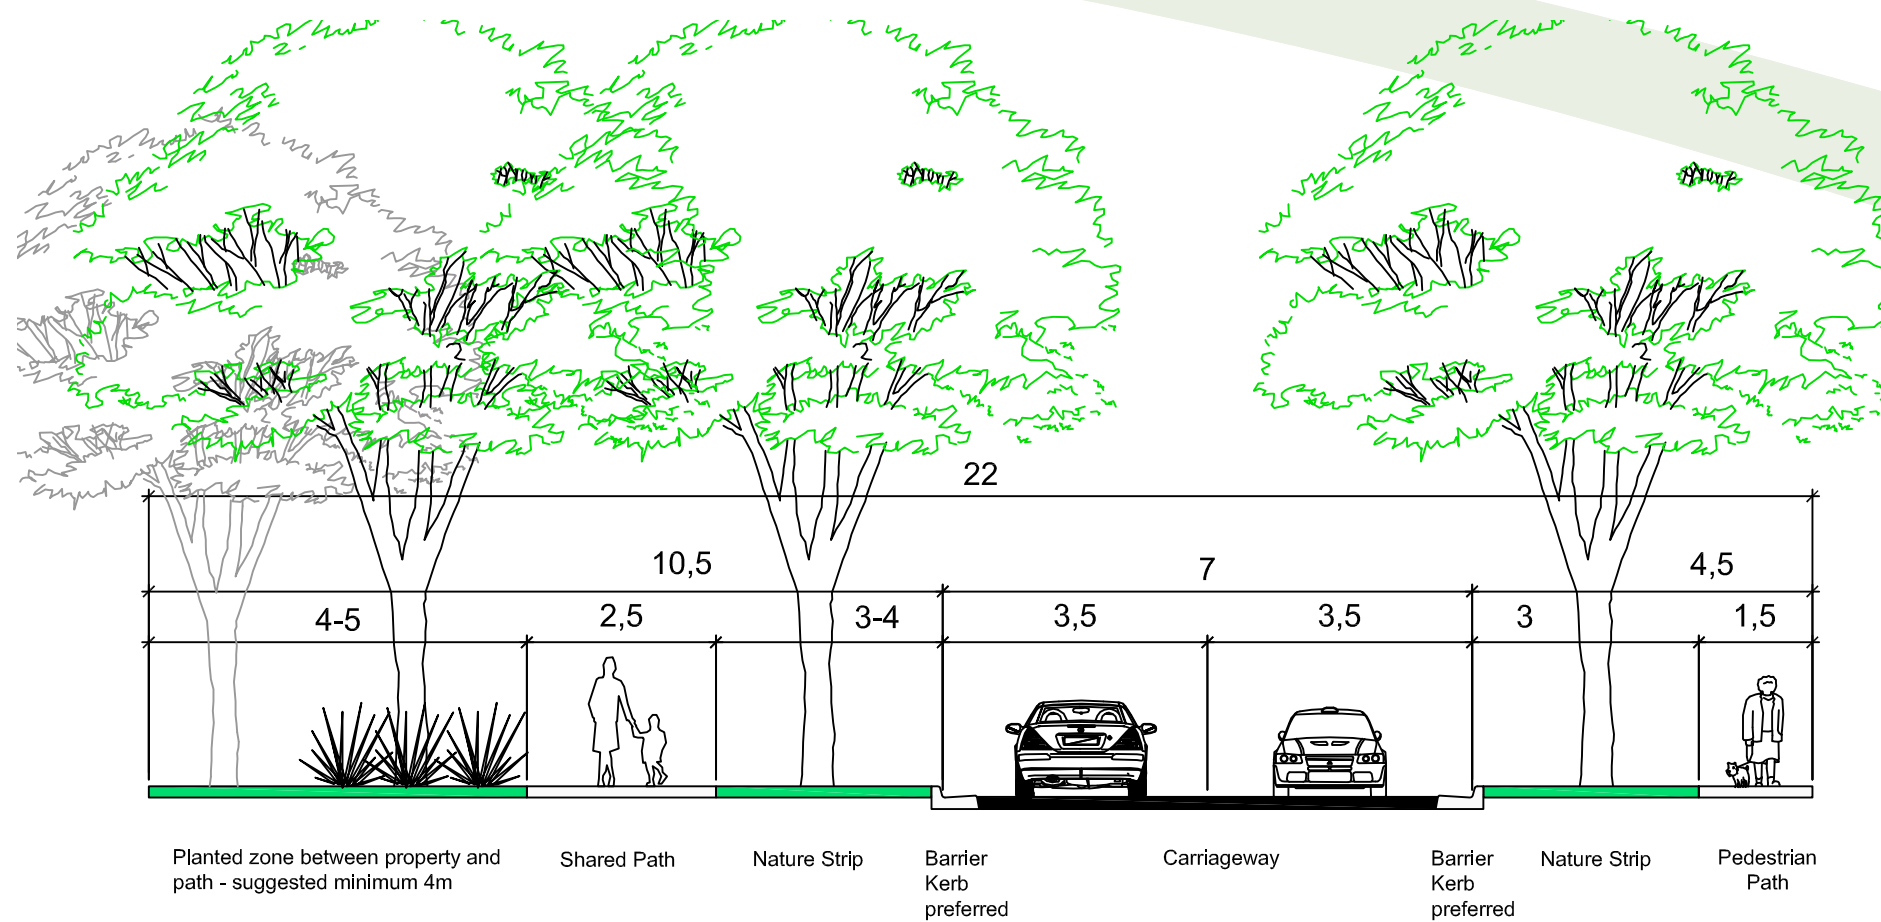 22
10,5
7
4,5
4-5
2,5
3-4
3,5
3,5
3
1,5
Planted zone between property and
path - suggested minimum 4m
Shared Path
Nature Strip
Barrier
Kerb
preferred
Carriageway
Barrier
Kerb
preferred
Nature Strip
Pedestrian
Path